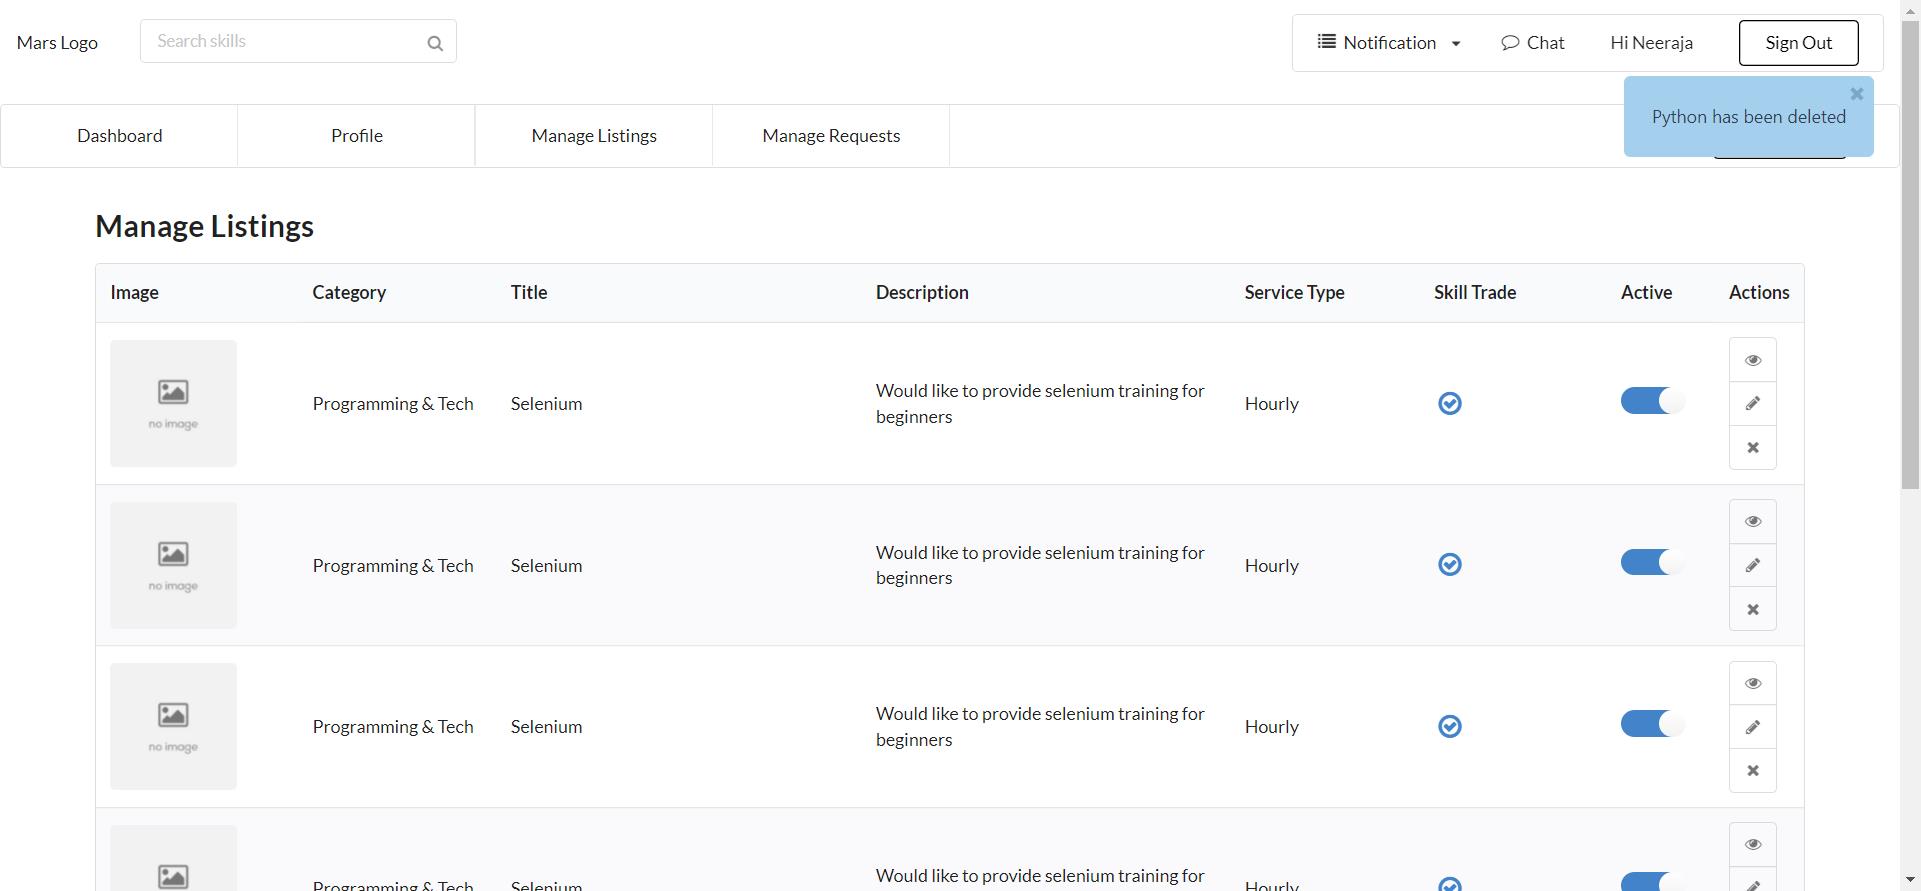 Mars Logo
Search skills
Notification
Chat
Hi Neeraja
Sign Out
Python has been deleted
Dashboard
Profile
Manage Listings
Manage Requests
Manage Listings
Image Category Title Description Service Type Skill Trade Active Actions
no image
Programming & Tech
Selenium
Would like to provide selenium training for
beginners
Hourly
no image
Programming & Tech
Selenium
Would like to provide selenium training for
beginners
Hourly
no image
Programming & Tech
Selenium
Would like to provide selenium training for
beginners
Hourly
Programming & Tech
Selenium
Would like to provide selenium training for
Hourly